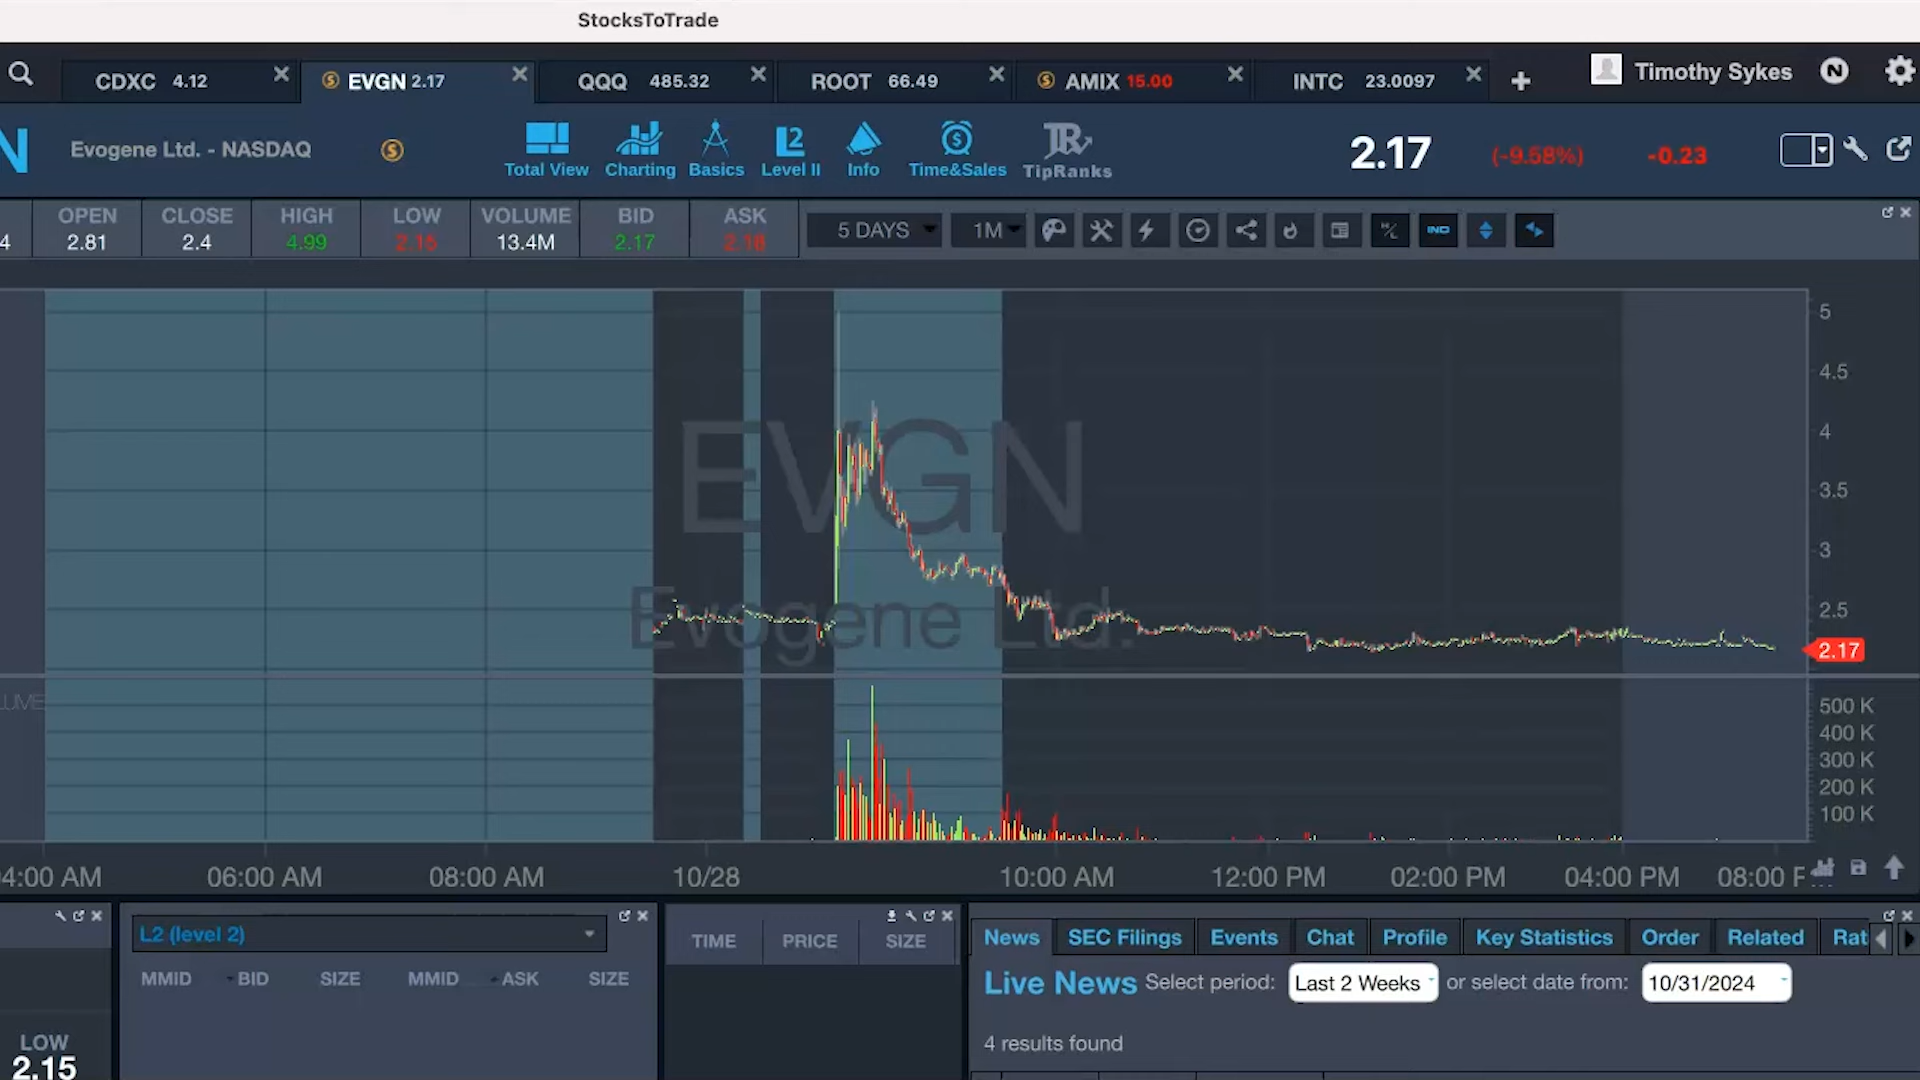 StocksToTrade
CDXC 4.12
EVGN 2.17
QQQ 485.32
ROOT 66.49
AMIX 15.00
INTC 23.0097
Timothy Sykes
N
N
Evogene Ltd. - NASDAQ
Total View
Charting
Basics
L2
Level II
Info
Time&Sales
TR
TipRanks
2.17
(-9.58%)
-0.23
4
OPEN
2.81
CLOSE
2.4
HIGH
4.99
LOW
2.15
VOLUME
13.4M
BID
2.17
ASK
2.18
5 DAYS
1M
H/L
IND
EVGN
Evogene Ltd.
5
4.5
4
3.5
3
2.5
2.17
UME
500 K
400 K
300 K
200 K
100 K
4:00 AM 06:00 AM 08:00 AM 10/28 10:00 AM 12:00 PM 02:00 PM 04:00 PM 08:00 P
LOW
2.15
L2 (level 2)
MMID BID SIZE MMID ASK SIZE
TIME PRICE SIZE
News SEC Filings Events Chat Profile Key Statistics Order Related Rat
Live News Select period: Last 2 Weeks or select date from: 10/31/2024
4 results found